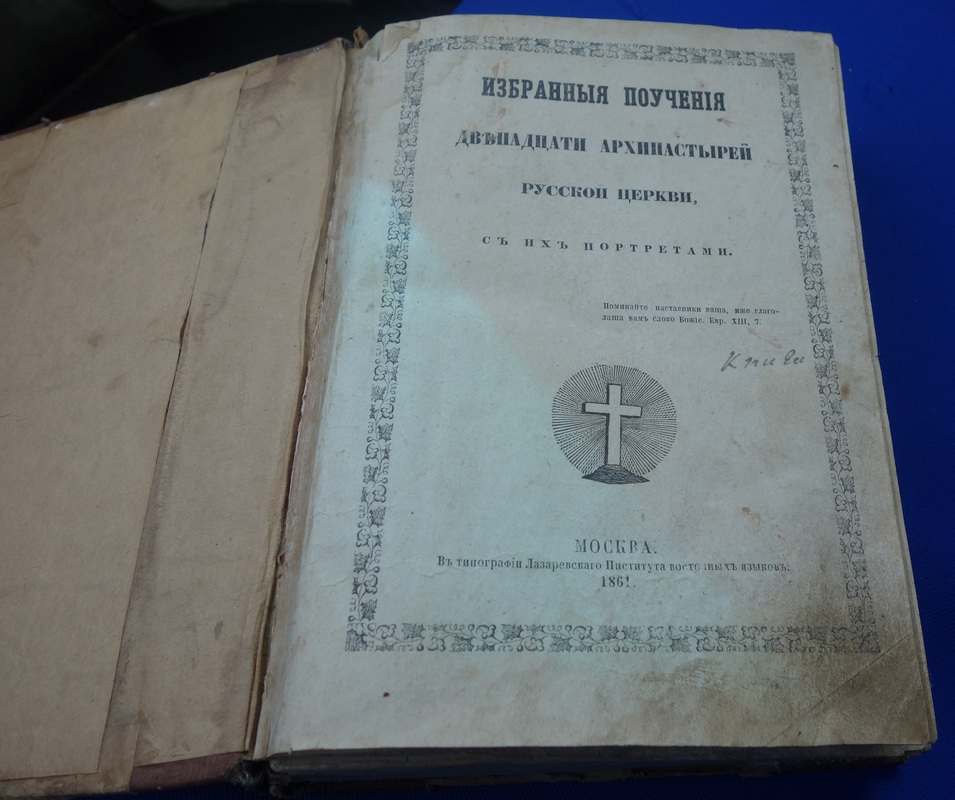 ИЗБРАННЫЯ ПОУЧЕНІЯ
ДВѢНАДЦАТИ АРХИПАСТЫРЕЙ
РУССКОЙ ЦЕРКВИ,
СЪ ИХЪ ПОРТРЕТАМИ.
Поминайте наставники ваша, иже глаго-
лаша вамъ слово Божіе. Евр. XIII, 7.
МОСКВА.
Въ типографіи Лазаревскаго Института восточныхъ языковъ.
1861.